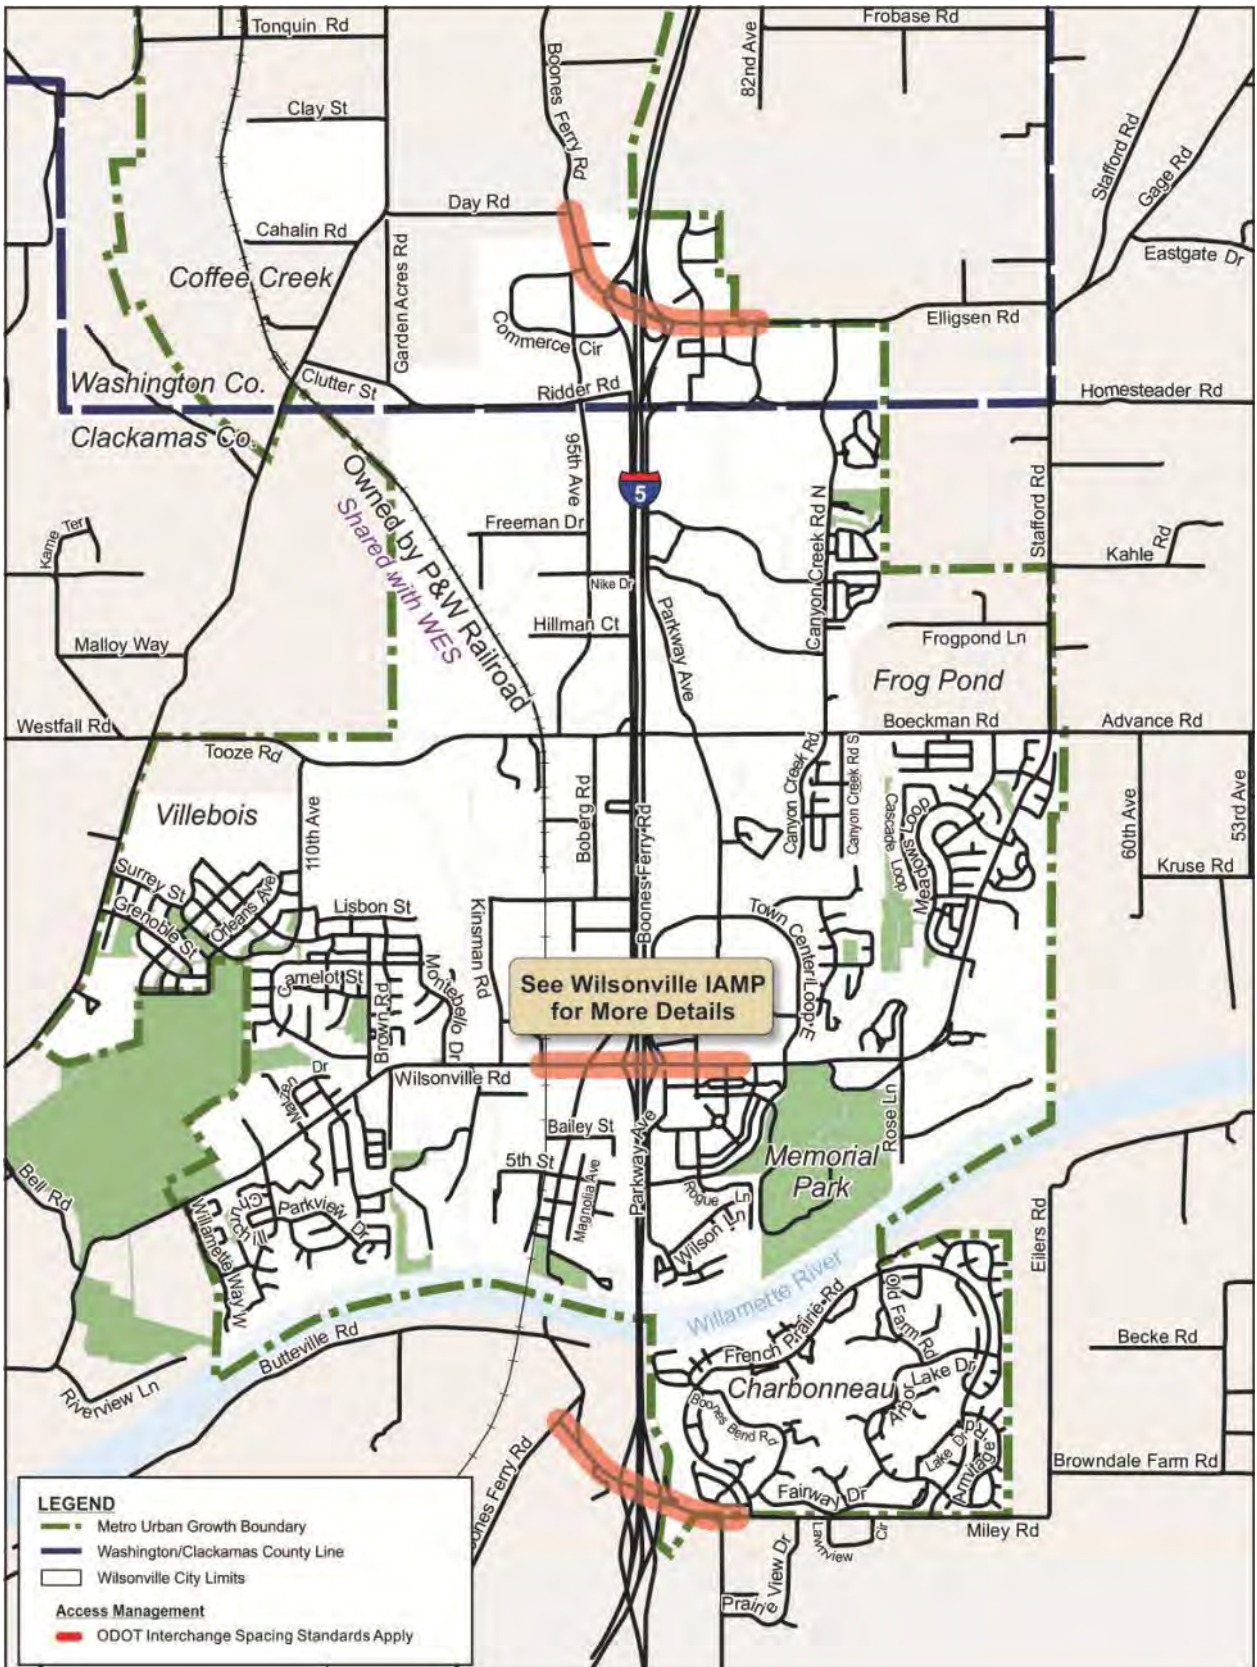 Frobase Rd
Tonquin Rd
82nd Ave
Boones Ferry Rd
Clay St
Stafford Rd
Gage Rd
Day Rd
Cahalin Rd
Eastgate Dr
Coffee Creek
Garden Acres Rd
Elligsen Rd
Commerce Cir
Washington Co.
Clutter St
Ridder Rd
Homesteader Rd
Clackamas Co.
95th Ave
Owned by P&W Railroad
Shared with WES
5
Canyon Creek Rd N
Stafford Rd
Kame Ter
Freeman Dr
Kahle Rd
Nike Dr
Parkway Ave
Hillman Ct
Frogpond Ln
Malloy Way
Frog Pond
Westfall Rd
Boeckman Rd
Advance Rd
Tooze Rd
Canyon Creek Rd
Canyon Creek Rd S
Villebois
110th Ave
Boberg Rd
Boones Ferry Rd
Cascade Loop
Meadows Loop
60th Ave
53rd Ave
Kruse Rd
Surrey St
Orleans Ave
Grenoble St
Lisbon St
Kinsman Rd
Town Center Loop E
amelot St
Montebello Dr
Brown Rd
See Wilsonville IAMP
for More Details
Wilsonville Rd
Matzen Dr
Rose Ln
Parkway Ave
Bailey St
Memorial
Park
5th St
Magnolia Ave
Rogue Ln
Wilson Ln
Bell Rd
Willamette Way W
Churchill
Parkview Dr
Eilers Rd
Willamette River
French Prairie Rd
Old Farm Rd
Butteville Rd
Becke Rd
Riverview Ln
Charbonneau
Arbor Lake Dr
Boones Bend Rd
Lake Dr
Armitage Rd
Browndale Farm Rd
Fairway Dr
oones Ferry Rd
Miley Rd
Lawnview Cir
Prairie View Dr
LEGEND
Metro Urban Growth Boundary
Washington/Clackamas County Line
Wilsonville City Limits
Access Management
ODOT Interchange Spacing Standards Apply